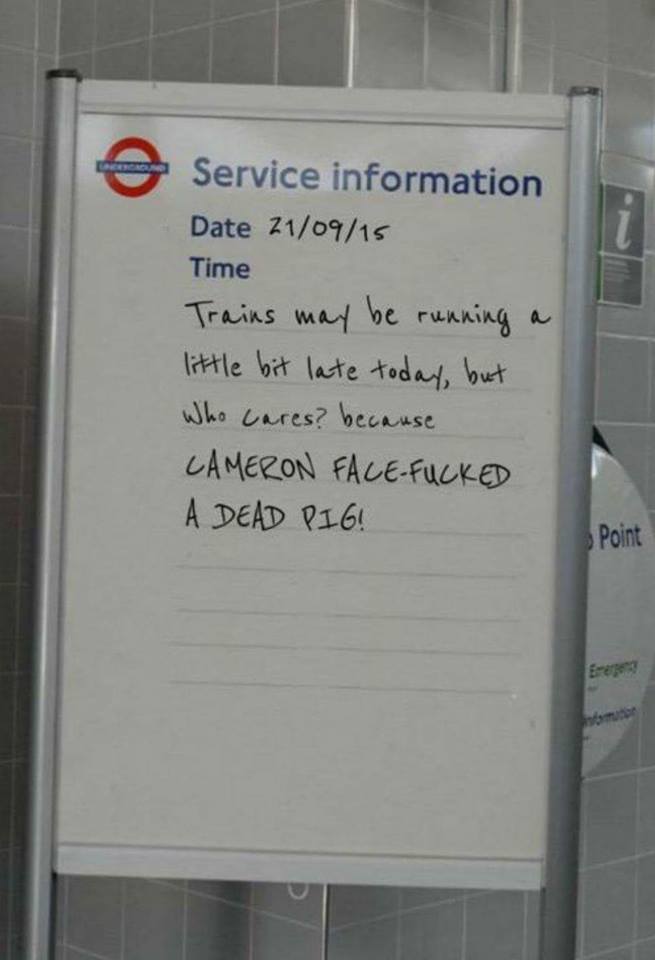 UNDERGROUND
Service information
Date 21/09/15
Time
Trains may be running a
little bit late today, but
who cares? because
CAMERON FACE-FUCKED
A DEAD PIG!
i
Point
Emergency
Information